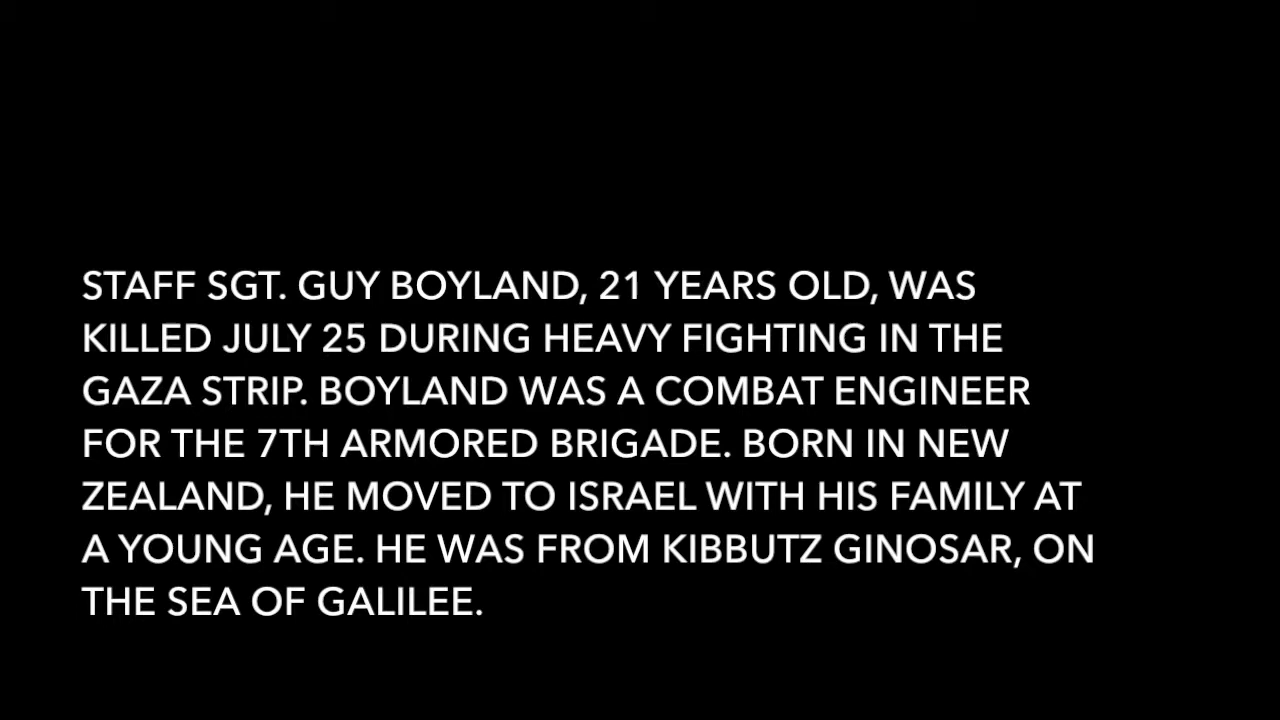 STAFF SGT. GUY BOYLAND, 21 YEARS OLD, WAS
KILLED JULY 25 DURING HEAVY FIGHTING IN THE
GAZA STRIP. BOYLAND WAS A COMBAT ENGINEER
FOR THE 7TH ARMORED BRIGADE. BORN IN NEW
ZEALAND, HE MOVED TO ISRAEL WITH HIS FAMILY AT
A YOUNG AGE. HE WAS FROM KIBBUTZ GINOSAR, ON
THE SEA OF GALILEE.